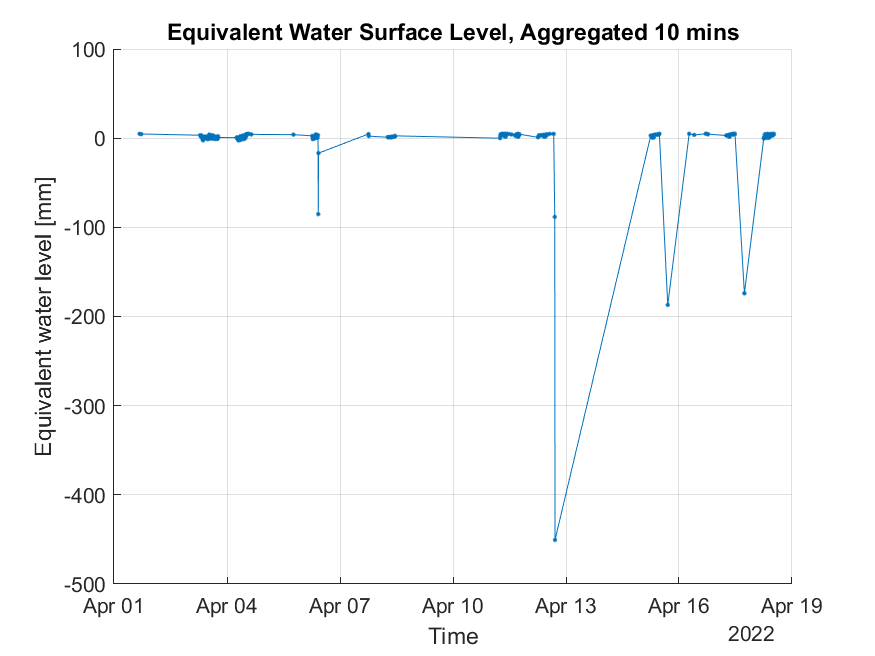 Equivalent Water Surface Level, Aggregated 10 mins
Equivalent water level [mm]
100
0
-100
-200
-300
-400
-500
Apr 01 Apr 04 Apr 07 Apr 10 Apr 13 Apr 16 Apr 19
Time
2022